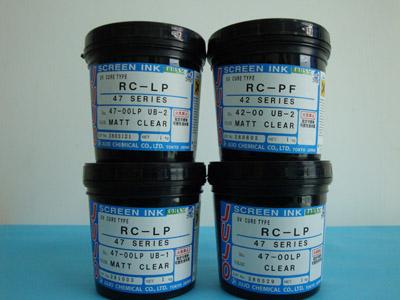 SCREEN INK
UV CURE TYPE
RC-LP
47 SERIES
47-00LP UB-2
MATT CLEAR
JUJO CHEMICAL CO., LTD. TOKYO JAPAN
SCREEN INK
UV CURE TYPE
RC-PF
42 SERIES
42-00 UB-2
MATT CLEAR
JUJO CHEMICAL CO., LTD. TOKYO JAPAN
SCREEN INK
UV CURE TYPE
RC-LP
47 SERIES
47-00LP UB-1
MATT CLEAR
JUJO CHEMICAL CO., LTD. TOKYO
SCREEN INK
UV CURE TYPE
RC-LP
47 SERIES
47-00LP
CLEAR
JUJO CHEMICAL CO., LTD. TOKYO